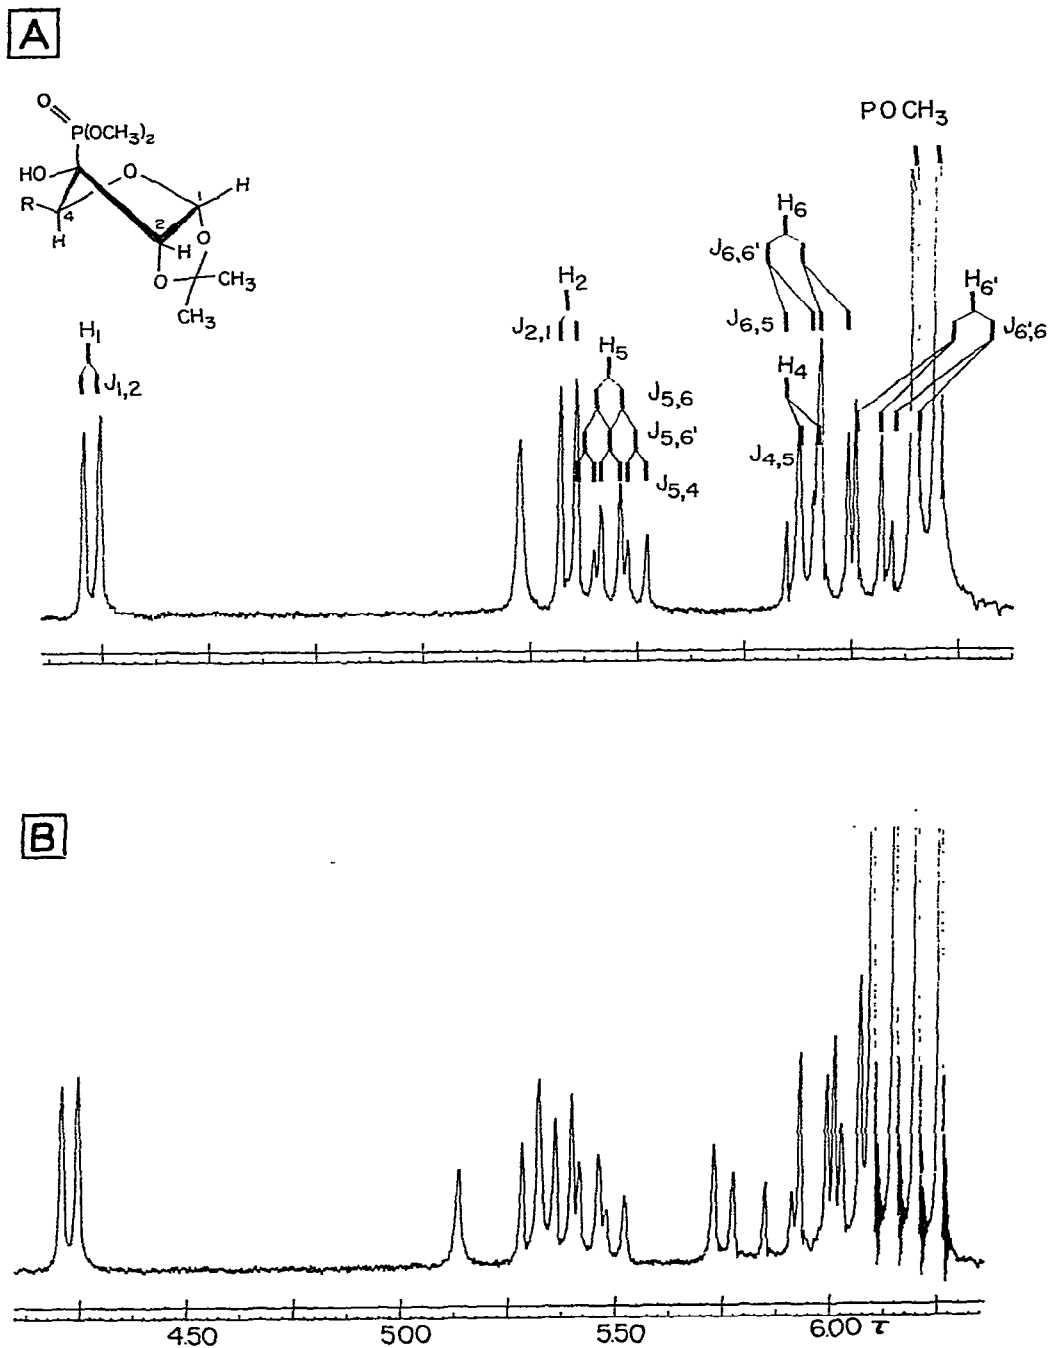 A
O
P(OCH3)2
HO
O
H
R
4
2
1
H
H
O
O
CH3
CH3
POCH3
H6
J6,6'
J6,5
H6'
J6',6
H2
J2,1
H1
J1,2
H5
J5,6
J5,6'
J5,4
H4
J4,5
B
4.50
500
5.50
6.00 τ